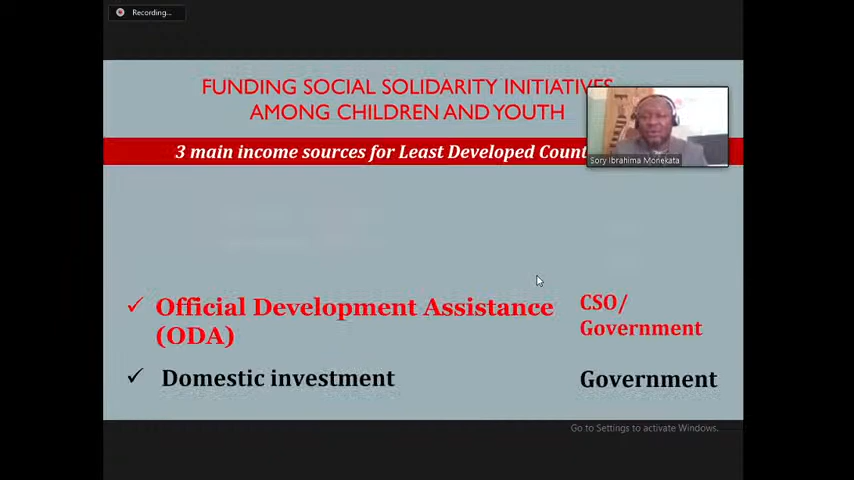 Recording...
FUNDING SOCIAL SOLIDARITY INITIATIVES
AMONG CHILDREN AND YOUTH
3 main income sources for Least Developed Count
Sory Ibrahima Monekata
✓ Official Development Assistance
(ODA)
CSO/
Government
✓ Domestic investment
Government
Go to Settings to activate Windows.